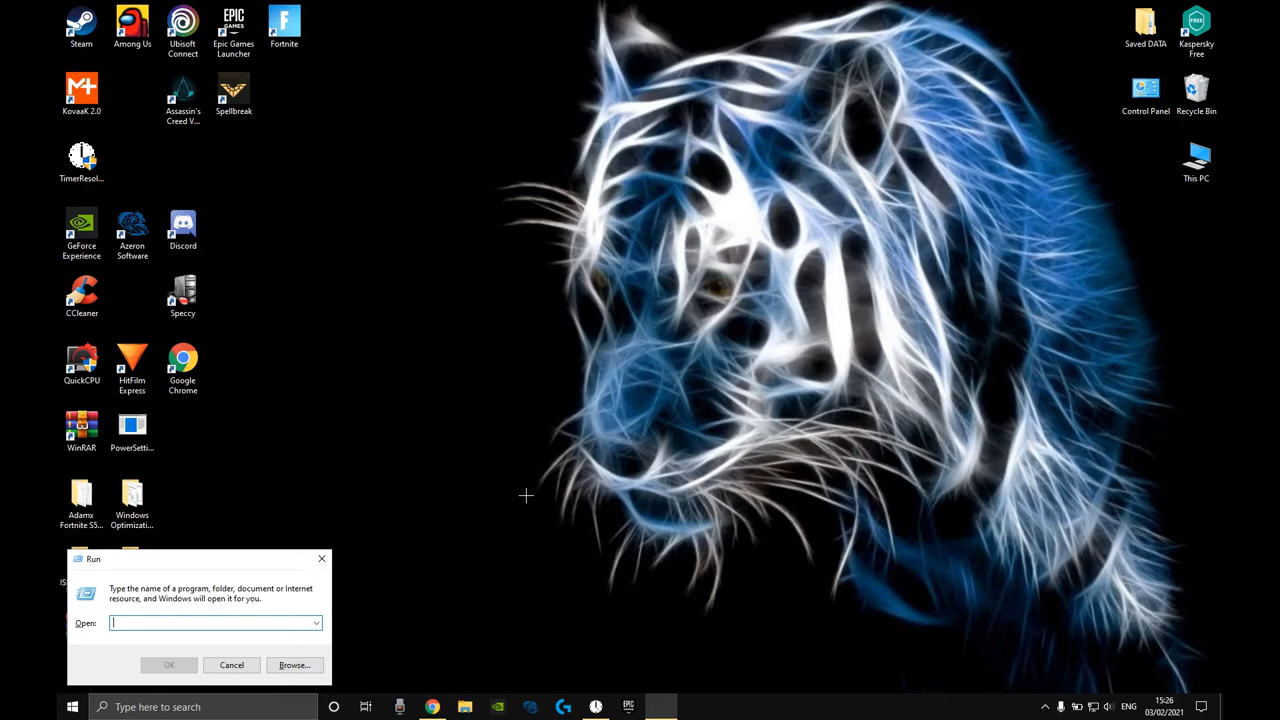 Steam
Among Us
Ubisoft
Connect
EPIC
GAMES
Epic Games
Launcher
Fortnite
Saved DATA
FREE
Kaspersky
Free
KovaaK 2.0
Assassin's
Creed V...
Spellbreak
Control Panel
Recycle Bin
TimerResol...
This PC
GeForce
Experience
Azeron
Software
Discord
CCleaner
Speccy
QuickCPU
HitFilm
Express
Google
Chrome
WinRAR
PowerSetti...
Adamx
Fortnite S5...
Windows
Optimizati...
Run
Type the name of a program, folder, document or Internet
resource, and Windows will open it for you.
Open:
OK
Cancel
Browse...
Type here to search
EPIC
ENG
15:26
03/02/2021